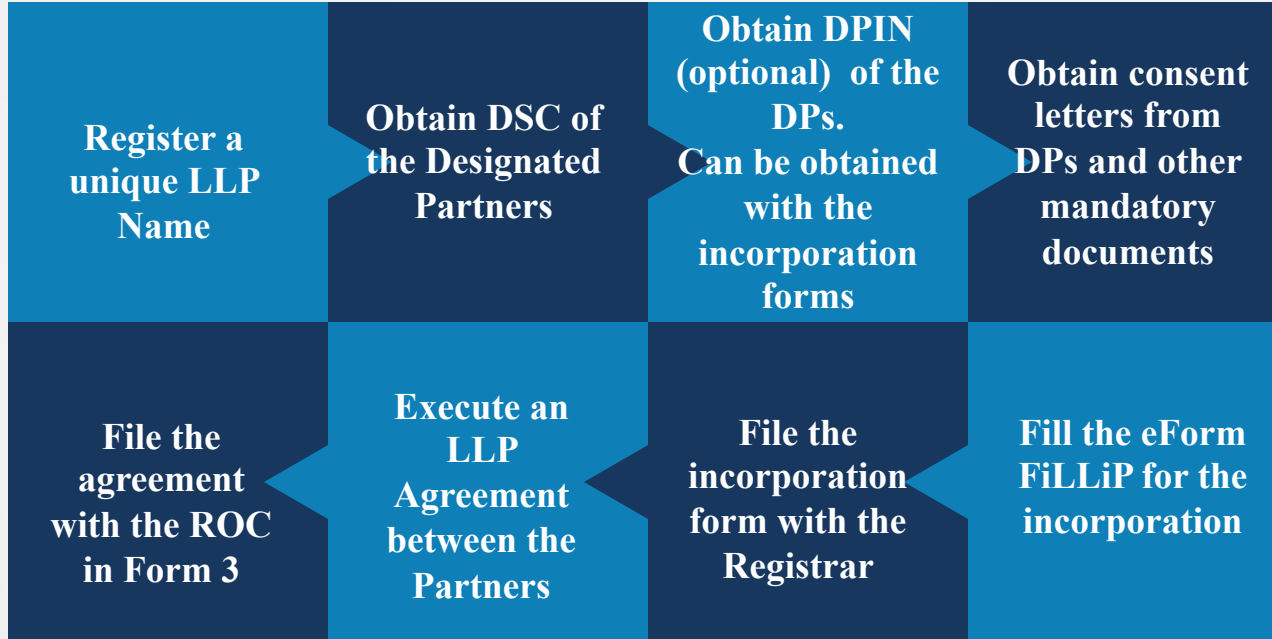 Register a
unique LLP
Name
Obtain DSC of
the Designated
Partners
Obtain DPIN
(optional) of the
DPs.
Can be obtained
with the
incorporation
forms
Obtain consent
letters from
DPs and other
mandatory
documents
Fill the eForm
FiLLiP for the
incorporation
File the
incorporation
form with the
Registrar
Execute an
LLP
Agreement
between the
Partners
File the
agreement
with the ROC
in Form 3